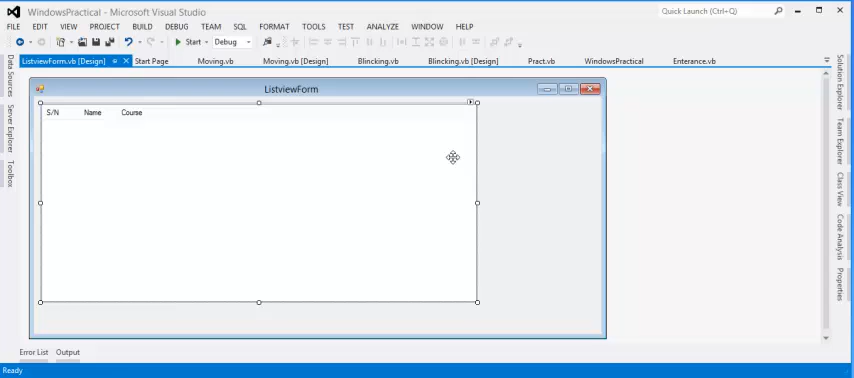 WindowsPractical - Microsoft Visual Studio
Quick Launch (Ctrl+Q)
FILE EDIT VIEW PROJECT BUILD DEBUG TEAM SQL FORMAT TOOLS TEST ANALYZE WINDOW HELP
Start Debug
ListviewForm.vb [Design] Start Page Moving.vb Moving.vb [Design] Blincking.vb Blincking.vb [Design] Pract.vb WindowsPractical Enterance.vb
Data Sources
Server Explorer
Toolbox
ListviewForm
S/N Name Course
Solution Explorer
Team Explorer
Class View
Code Analysis
Properties
Error List Output
Ready